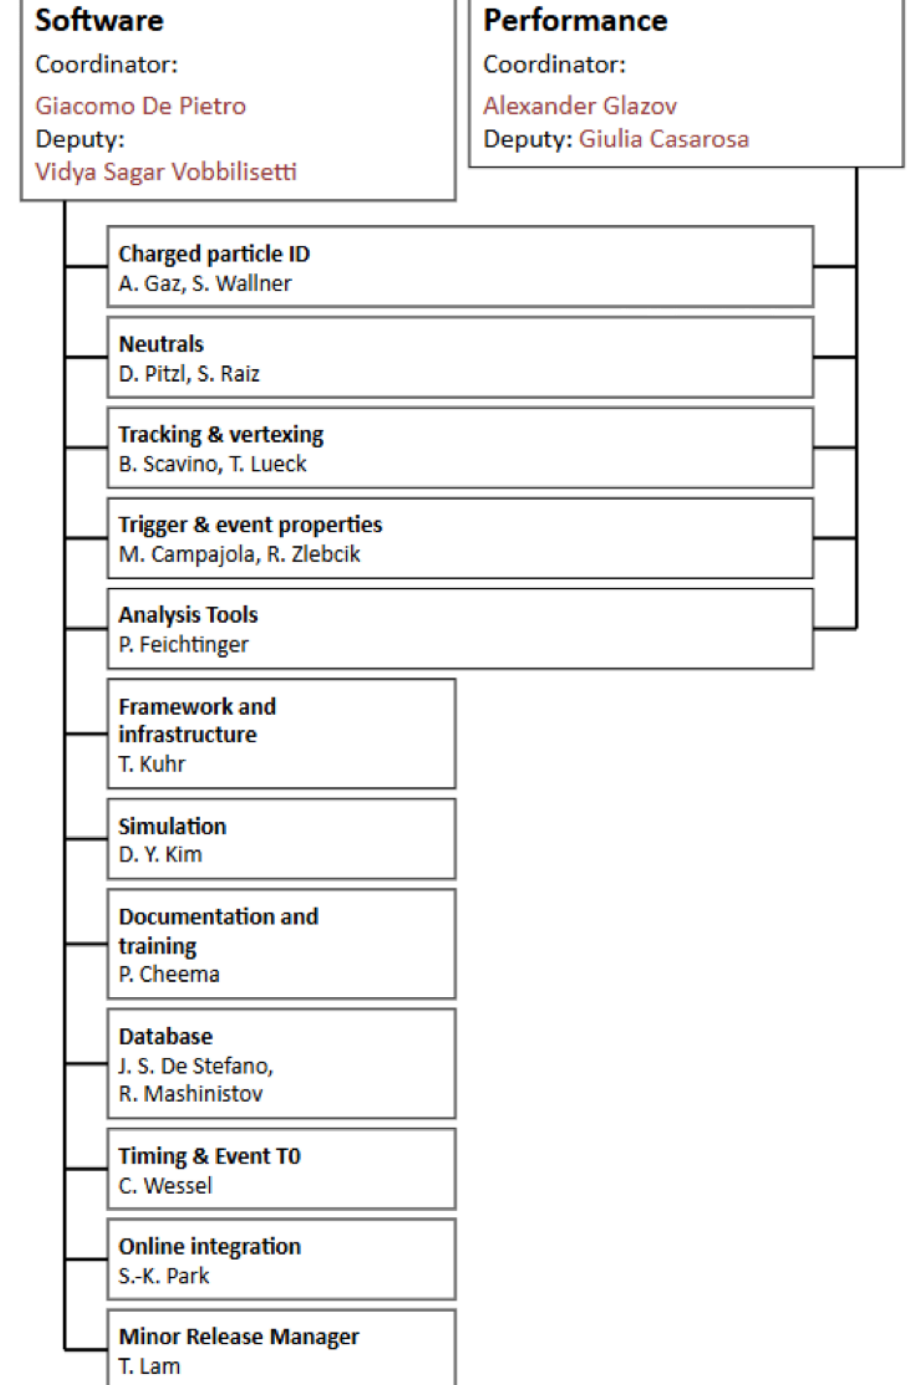 Software
Coordinator:
Giacomo De Pietro
Deputy:
Vidya Sagar Vobbilisetti
Performance
Coordinator:
Alexander Glazov
Deputy: Giulia Casarosa
Charged particle ID
A. Gaz, S. Wallner
Neutrals
D. Pitzl, S. Raiz
Tracking & vertexing
B. Scavino, T. Lueck
Trigger & event properties
M. Campajola, R. Zlebcik
Analysis Tools
P. Feichtinger
Framework and
infrastructure
T. Kuhr
Simulation
D. Y. Kim
Documentation and
training
P. Cheema
Database
J. S. De Stefano,
R. Mashinistov
Timing & Event T0
C. Wessel
Online integration
S.-K. Park
Minor Release Manager
T. Lam